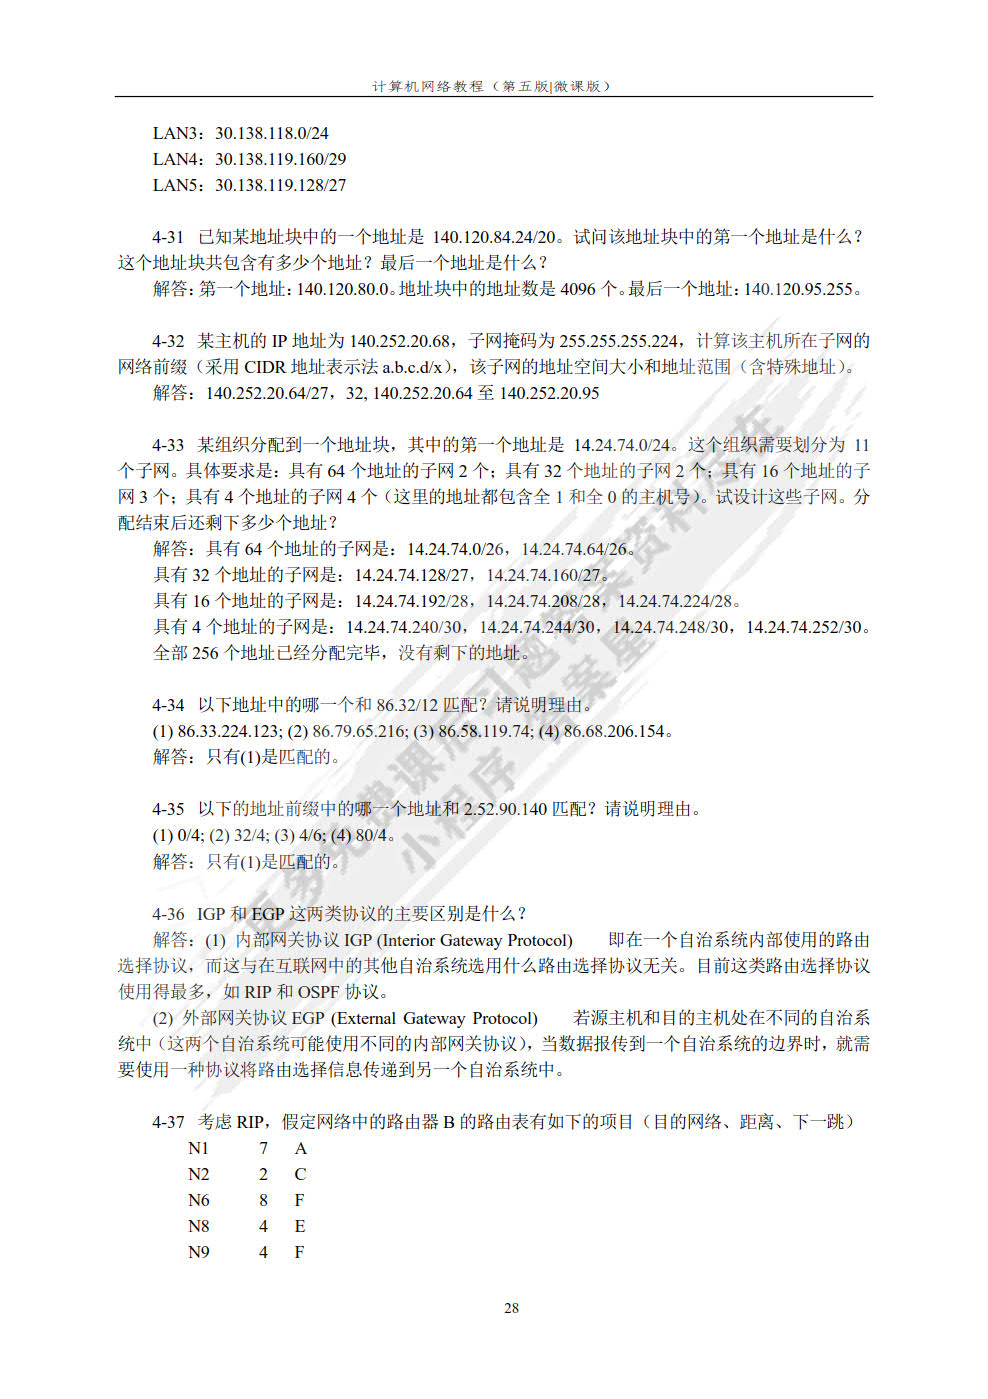 计算机网络教程（第五版|微课版）
LAN3：30.138.118.0/24
LAN4：30.138.119.160/29
LAN5：30.138.119.128/27
4-31 已知某地址块中的一个地址是 140.120.84.24/20。试问该地址块中的第一个地址是什么？
这个地址块共包含有多少个地址？最后一个地址是什么？
解答：第一个地址：140.120.80.0。地址块中的地址数是 4096 个。最后一个地址：140.120.95.255。
4-32 某主机的 IP 地址为 140.252.20.68，子网掩码为 255.255.255.224，计算该主机所在子网的
网络前缀（采用 CIDR 地址表示法 a.b.c.d/x），该子网的地址空间大小和地址范围（含特殊地址）。
解答：140.252.20.64/27，32, 140.252.20.64 至 140.252.20.95
4-33 某组织分配到一个地址块，其中的第一个地址是 14.24.74.0/24。这个组织需要划分为 11
个子网。具体要求是：具有 64 个地址的子网 2 个；具有 32 个地址的子网 2 个；具有 16 个地址的子
网 3 个；具有 4 个地址的子网 4 个（这里的地址都包含全 1 和全 0 的主机号）。试设计这些子网。分
配结束后还剩下多少个地址？
解答：具有 64 个地址的子网是：14.24.74.0/26，14.24.74.64/26。
具有 32 个地址的子网是：14.24.74.128/27，14.24.74.160/27。
具有 16 个地址的子网是：14.24.74.192/28，14.24.74.208/28，14.24.74.224/28。
具有 4 个地址的子网是：14.24.74.240/30，14.24.74.244/30，14.24.74.248/30，14.24.74.252/30。
全部 256 个地址已经分配完毕，没有剩下的地址。
4-34 以下地址中的哪一个和 86.32/12 匹配？请说明理由。
(1) 86.33.224.123; (2) 86.79.65.216; (3) 86.58.119.74; (4) 86.68.206.154。
解答：只有(1)是匹配的。
4-35 以下的地址前缀中的哪一个地址和 2.52.90.140 匹配？请说明理由。
(1) 0/4; (2) 32/4; (3) 4/6; (4) 80/4。
解答：只有(1)是匹配的。
4-36 IGP 和 EGP 这两类协议的主要区别是什么？
解答：(1) 内部网关协议 IGP (Interior Gateway Protocol) 即在一个自治系统内部使用的路由
选择协议，而这与在互联网中的其他自治系统选用什么路由选择协议无关。目前这类路由选择协议
使用得最多，如 RIP 和 OSPF 协议。
(2) 外部网关协议 EGP (External Gateway Protocol) 若源主机和目的主机处在不同的自治系
统中（这两个自治系统可能使用不同的内部网关协议），当数据报传到一个自治系统的边界时，就需
要使用一种协议将路由选择信息传递到另一个自治系统中。
4-37 考虑 RIP，假定网络中的路由器 B 的路由表有如下的项目（目的网络、距离、下一跳）
N1 7 A
N2 2 C
N6 8 F
N8 4 E
N9 4 F
28
更多免费课后习题答案资料尽在
小程序 答案星